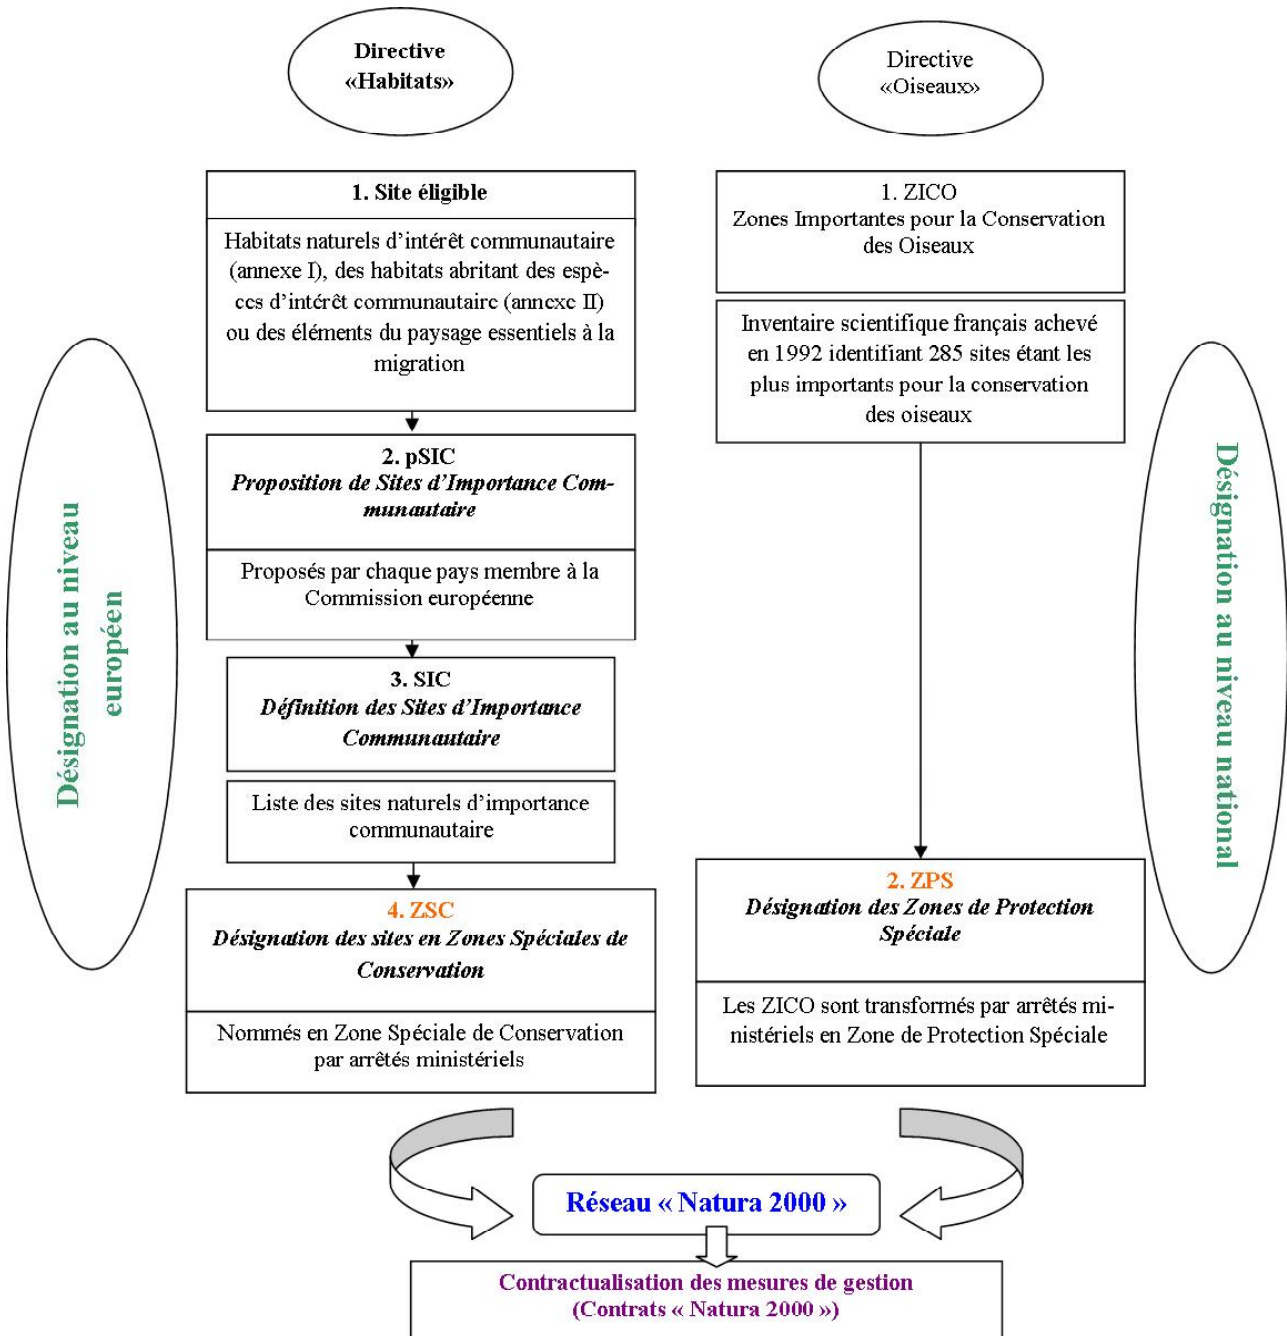 Directive
«Habitats»
Directive
«Oiseaux»
1. Site éligible
Habitats naturels d'intérêt communautaire
(annexe I), des habitats abritant des espè-
ces d'intérêt communautaire (annexe II)
ou des éléments du paysage essentiels à la
migration
2. pSIC
Proposition de Sites d'Importance Com-
munautaire
Proposés par chaque pays membre à la
Commission européenne
3. SIC
Définition des Sites d'Importance
Communautaire
Liste des sites naturels d'importance
communautaire
4. ZSC
Désignation des sites en Zones Spéciales de
Conservation
Nommés en Zone Spéciale de Conservation
par arrêtés ministériels
1. ZICO
Zones Importantes pour la Conservation
des Oiseaux
Inventaire scientifique français achevé
en 1992 identifiant 285 sites étant les
plus importants pour la conservation
des oiseaux
2. ZPS
Désignation des Zones de Protection
Spéciale
Les ZICO sont transformés par arrêtés mi-
nistériels en Zone de Protection Spéciale
Désignation au niveau
européen
Désignation au niveau national
Réseau « Natura 2000 »
Contractualisation des mesures de gestion
(Contrats « Natura 2000 »)